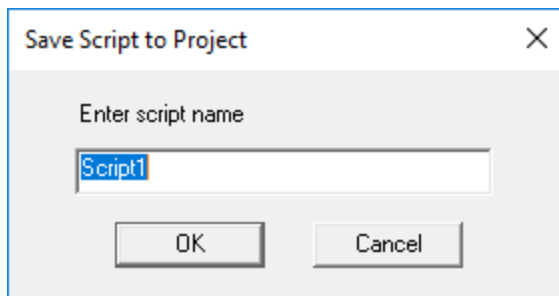 Save Script to Project
Enter script name
Script1
OK
Cancel